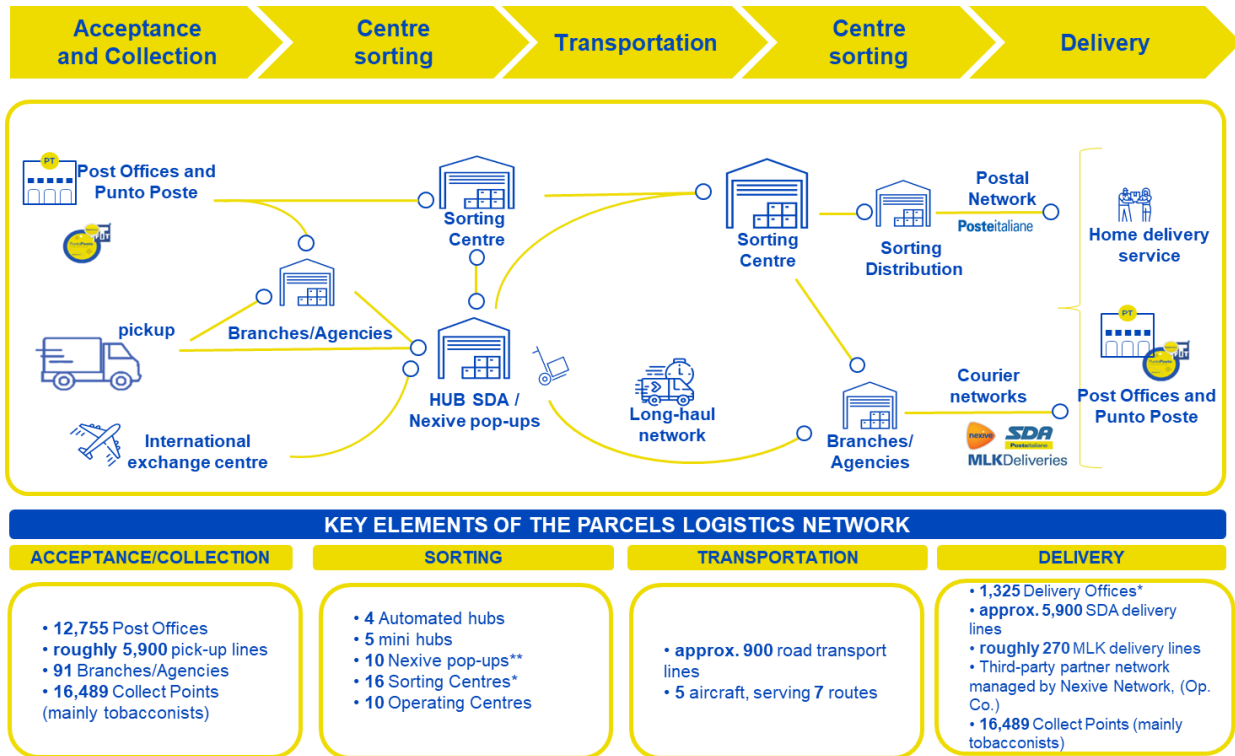 Acceptance
and Collection
Centre
sorting
Transportation
Centre
sorting
Delivery
PT
Post Offices and
Punto Poste
Sorting
Centre
Branches/Agencies
pickup
HUB SDA /
Nexive pop-ups
International
exchange centre
Long-haul
network
Sorting
Centre
Sorting
Distribution
Postal
Network
Posteitaliane
Home delivery
service
PT
Post Offices and
Punto Poste
Branches/
Agencies
Courier
networks
nexive
SDA
Posteitaliane
MLKDeliveries
KEY ELEMENTS OF THE PARCELS LOGISTICS NETWORK
ACCEPTANCE/COLLECTION
• 12,755 Post Offices
• roughly 5,900 pick-up lines
• 91 Branches/Agencies
• 16,489 Collect Points
(mainly tobacconists)
SORTING
• 4 Automated hubs
• 5 mini hubs
• 10 Nexive pop-ups**
• 16 Sorting Centres*
• 10 Operating Centres
TRANSPORTATION
• approx. 900 road transport
lines
• 5 aircraft, serving 7 routes
DELIVERY
• 1,325 Delivery Offices*
• approx. 5,900 SDA delivery
lines
• roughly 270 MLK delivery lines
• Third-party partner network
managed by Nexive Network, (Op.
Co.)
• 16,489 Collect Points (mainly
tobacconists)